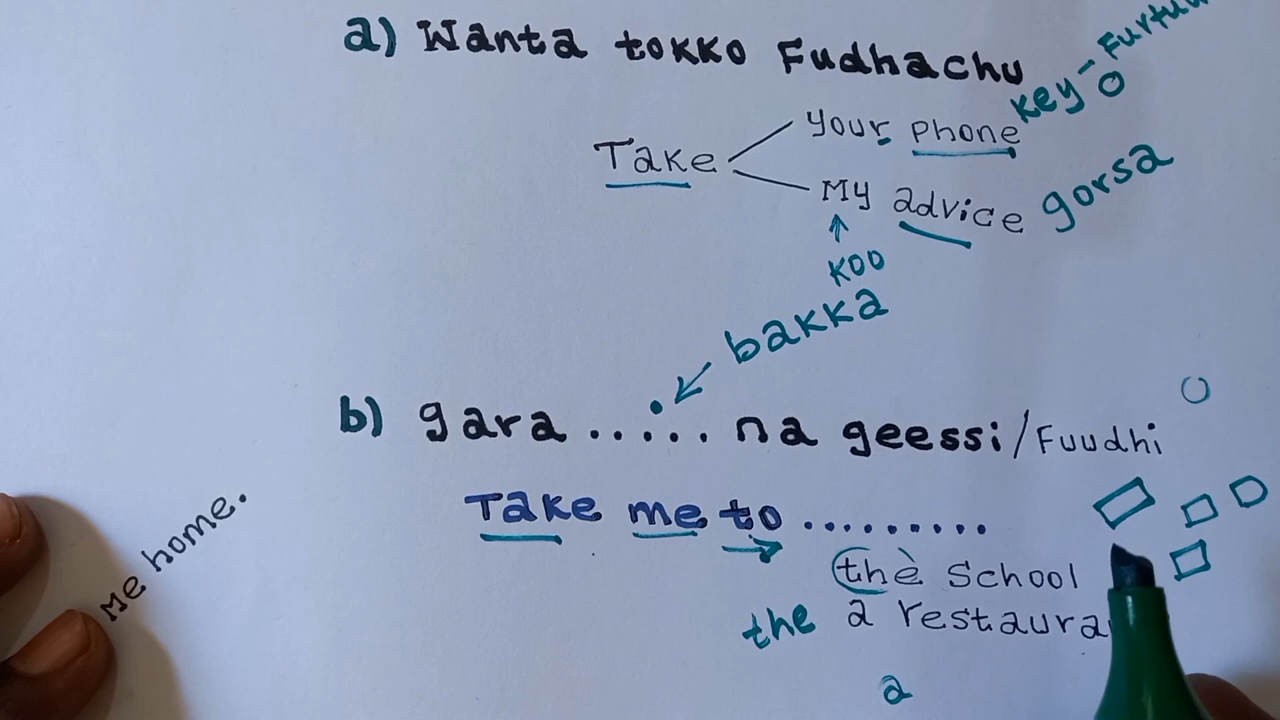 a) Wanta tokko Fudhachu
Key -
Take your phone
My advice gorsa
koo
bakka
b) gara ..... na geessi/Fuudhi
Take me to .........
the School
the a
a
Me home.